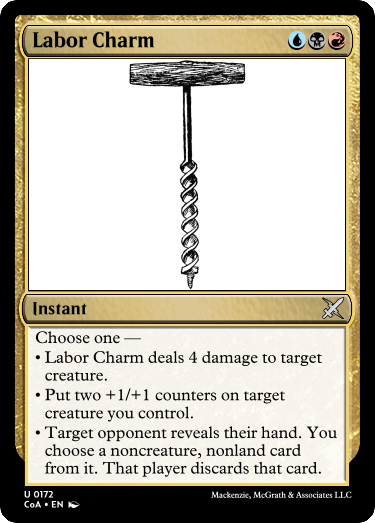 Labor Charm
Instant
Choose one —
• Labor Charm deals 4 damage to target
creature.
• Put two +1/+1 counters on target
creature you control.
• Target opponent reveals their hand. You
choose a noncreature, nonland card
from it. That player discards that card.
U 0172
CoA • EN
Mackenzie, McGrath & Associates LLC